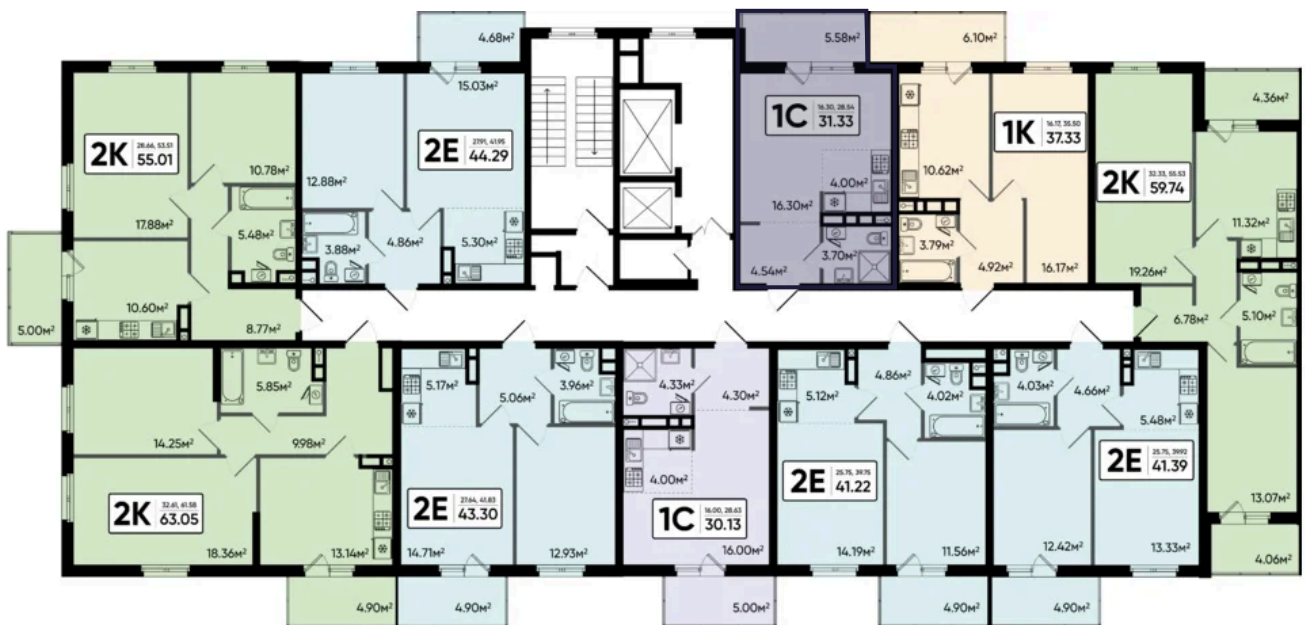 4.68м²
5.58м²
6.10м²
15.03м²
4.36м²
2К
28.66, 53.51
55.01
10.78м²
17.88м²
5.48м²
10.60м²
8.77м²
5.00м²
12.88м²
2Е
27.91, 41.95
44.29
3.88м²
4.86м²
5.30м²
1С
16.30, 28.54
31.33
4.00м²
16.30м²
4.54м²
3.70м²
1К
16.17, 35.50
37.33
10.62м²
3.79м²
4.92м²
16.17м²
2К
32.33, 55.53
59.74
11.32м²
19.26м²
6.78м²
5.10м²
13.07м²
4.06м²
5.85м²
14.25м²
9.98м²
2К
32.61, 61.58
63.05
18.36м²
13.14м²
4.90м²
5.17м²
5.06м²
3.96м²
2Е
27.64, 41.83
43.30
14.71м²
12.93м²
4.90м²
4.33м²
4.30м²
4.00м²
1С
16.00, 28.63
30.13
16.00м²
5.00м²
5.12м²
4.86м²
4.02м²
2Е
25.75, 39.75
41.22
14.19м²
11.56м²
4.90м²
4.03м²
4.66м²
5.48м²
2Е
25.75, 39.92
41.39
12.42м²
13.33м²
4.90м²